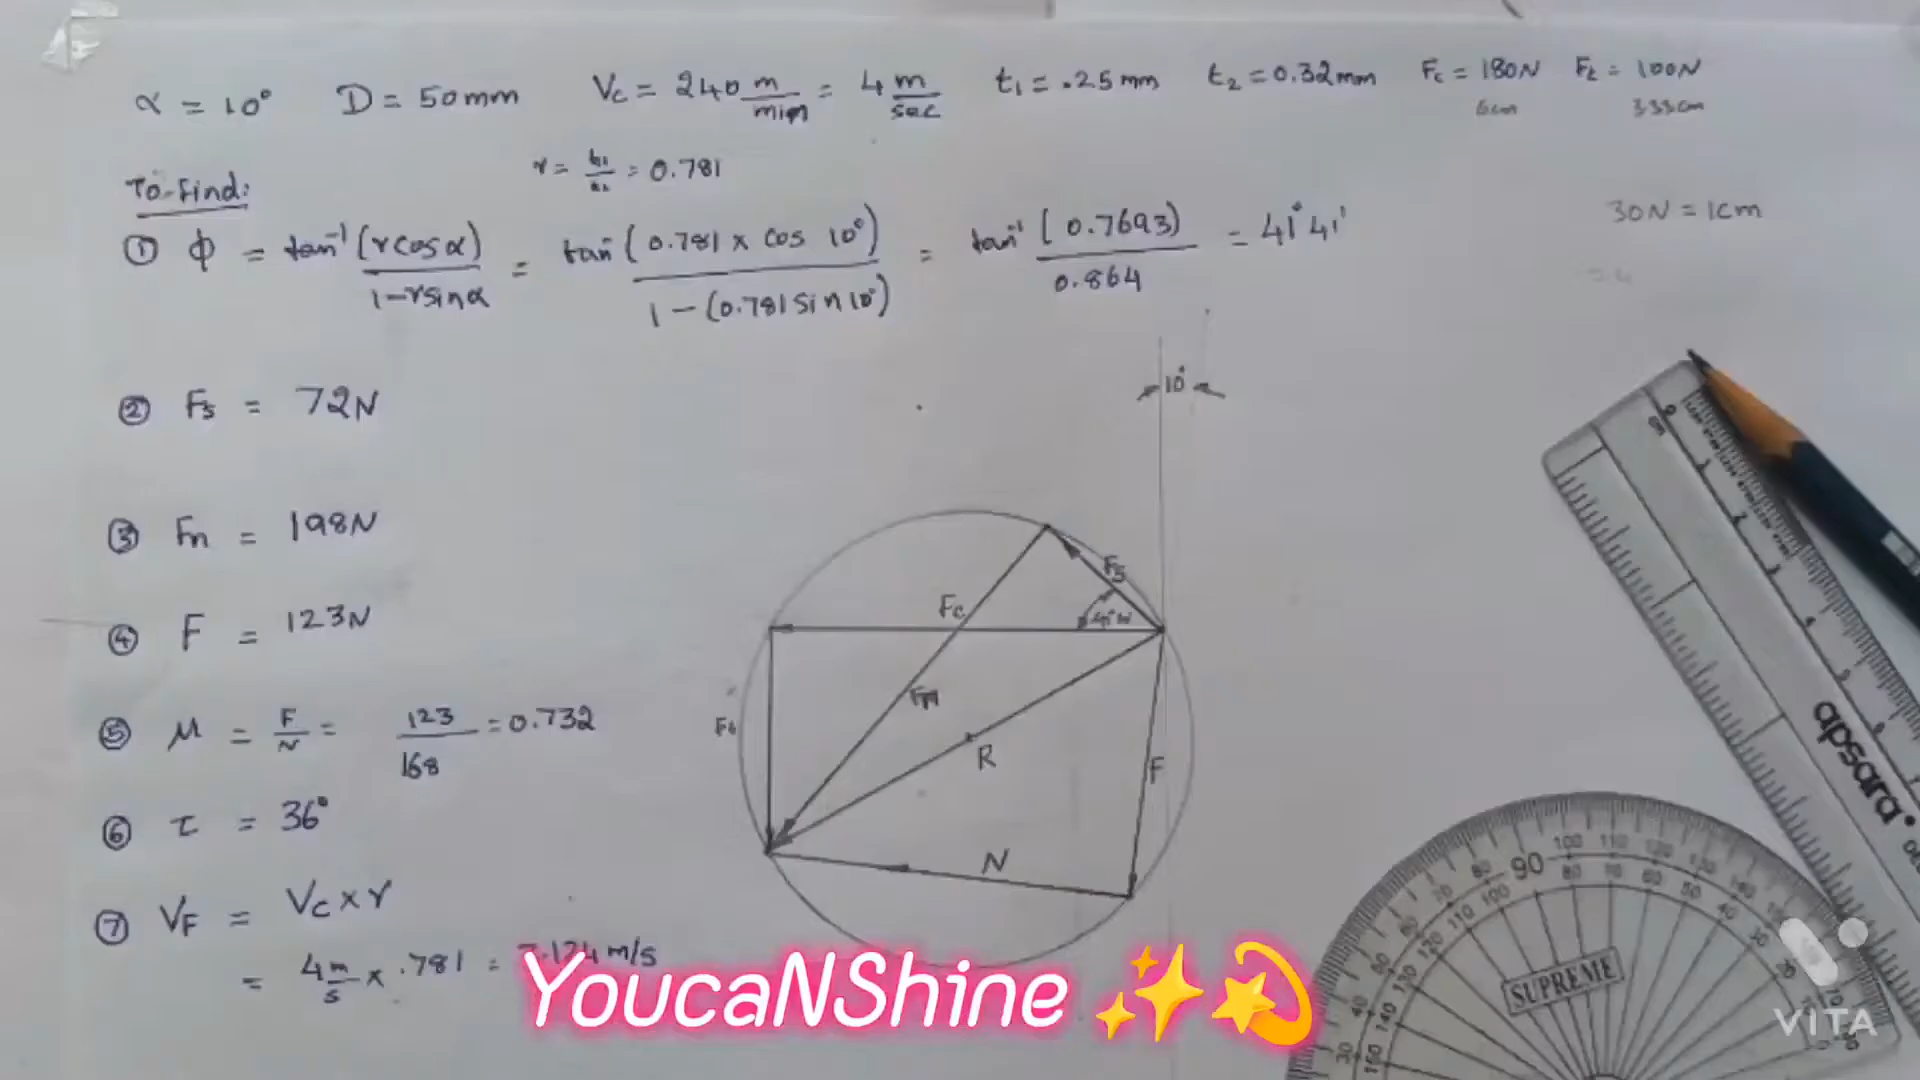 α = 10° D = 50mm Vc = 240 m/min = 4 m/sec t1 = .25mm t2 = 0.32mm Fc = 180N Ft = 100N
6cm 3.33cm
r = t1/t2 = 0.781
To Find:
30N = 1cm
① ϕ = tan⁻¹ (r cos α)/1-r sin α = tan⁻¹ (0.781 x cos 10°)/1-(0.781 sin 10°) = tan⁻¹ (0.7693)/0.864 = 41° 41'
10°
② Fs = 72N
③ Fn = 198N
Fs
Fc
④ F = 123N
Fn
⑤ μ = F/N = 123/168 = 0.732
Ft
R
F
⑥ τ = 36°
N
⑦ VF = Vc x r
= 4 m/s x .781 = m/s
YoucaNShine
apsara
SUPREME
VITA